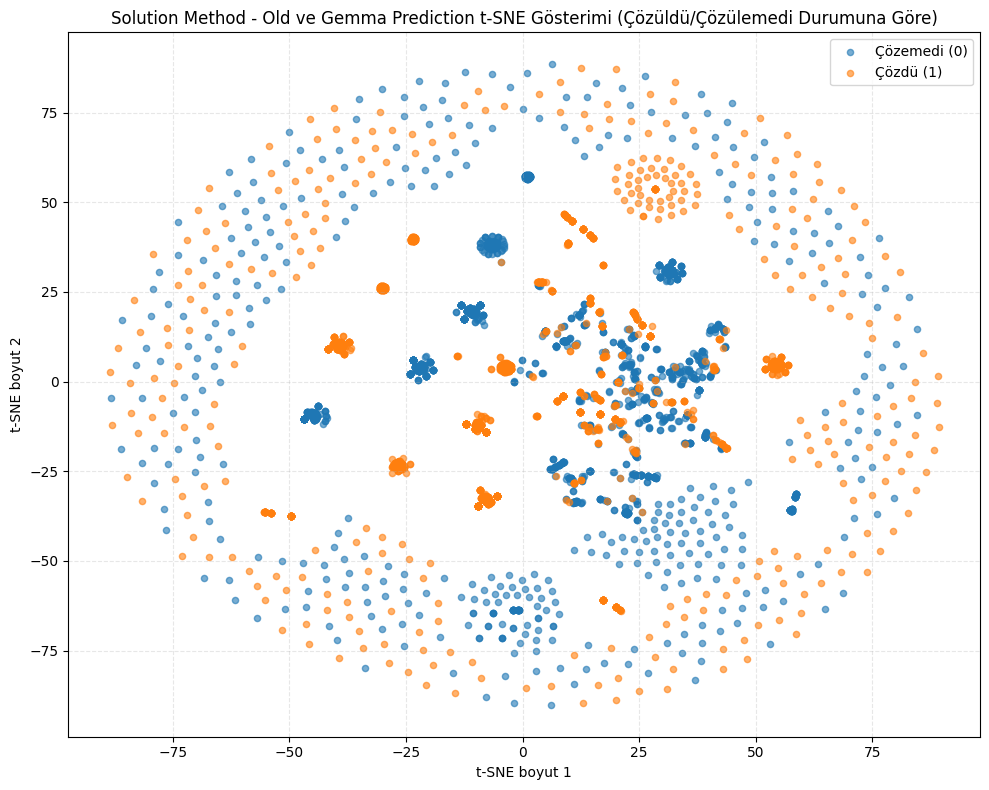 Solution Method - Old ve Gemma Prediction t-SNE Gösterimi (Çözüldü/Çözülemedi Durumuna Göre)
Çözemedi (0)
Çözdü (1)
75
50
25
0
−25
−50
−75
t-SNE boyut 2
−75
−50
−25
0
25
50
75
t-SNE boyut 1